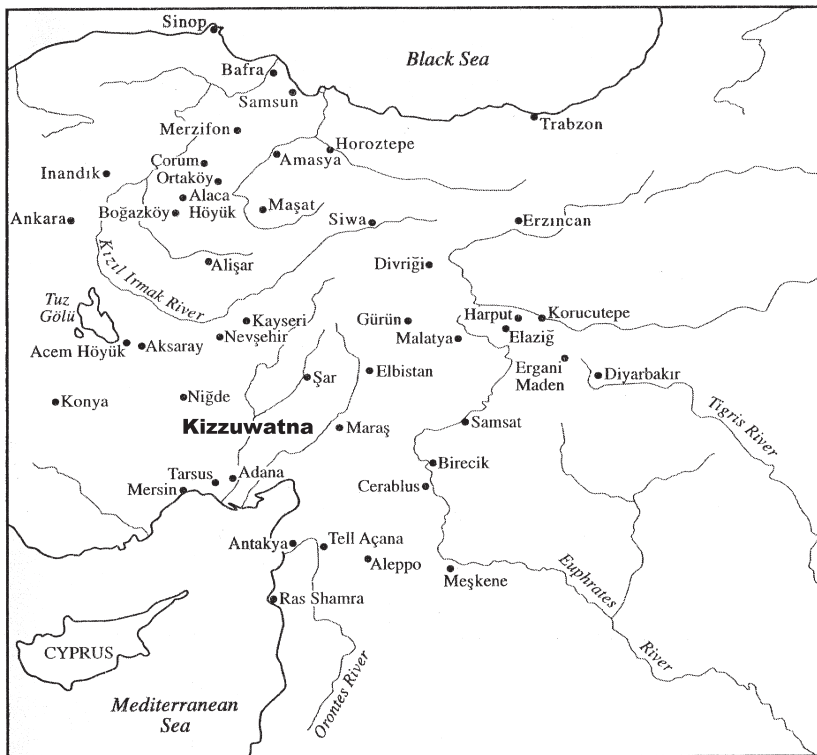 Sinop
Black Sea
Bafra
Samsun
Merzifon
Trabzon
Horoztepe
Çorum
Amasya
Inandık
Ortaköy
Alaca
Höyük
Maşat
Boğazköy
Ankara
Siwa
Erzıncan
Kızıl Irmak River
Alişar
Divriği
Tuz
Gölü
Kayseri
Gürün
Harput
Korucutepe
Nevşehir
Malatya
Elaziğ
Acem Höyük
Aksaray
Ergani
Maden
Diyarbakır
Şar
Elbistan
Konya
Niğde
Tigris River
Kizzuwatna
Maraş
Samsat
Birecik
Tarsus
Adana
Mersin
Cerablus
Antakya
Tell Açana
Aleppo
Meşkene
Euphrates
River
Ras Shamra
CYPRUS
Orontes River
Mediterranean
Sea